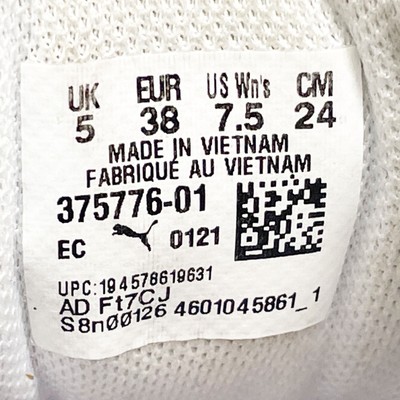 UK EUR US Wn's CM
5 38 7.5 24
MADE IN VIETNAM
FABRIQUÉ AU VIETNAM
375776-01
EC 0121
UPC:194578619631
AD Ft7CJ
S8n00126 4601045861_1